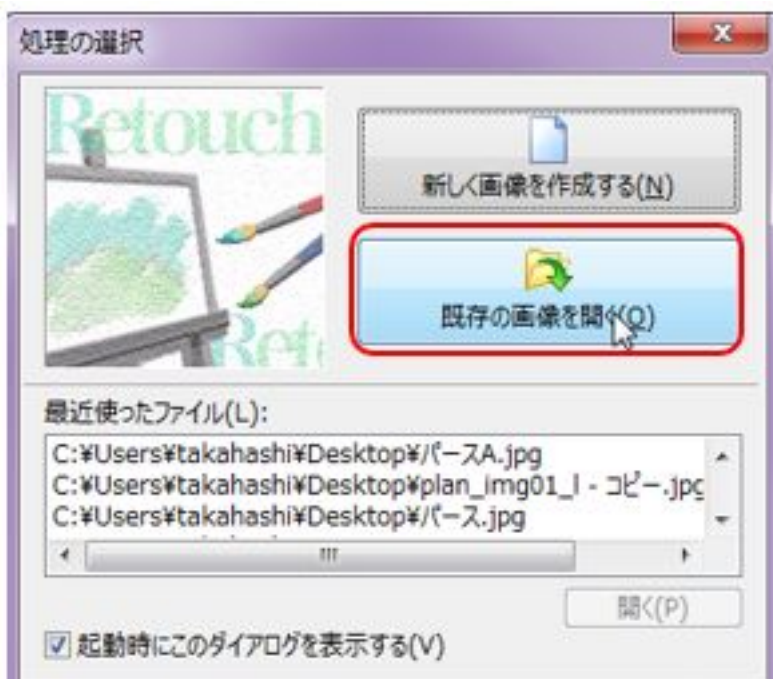 処理の選択
Retouch
新しく画像を作成する(N)
既存の画像を開く(O)
Ret
最近使ったファイル(L):
C:¥Users¥takahashi¥Desktop¥パースA.jpg
C:¥Users¥takahashi¥Desktop¥plan_img01_l - コピー.jpg
C:¥Users¥takahashi¥Desktop¥パース.jpg
開く(P)
起動時にこのダイアログを表示する(V)